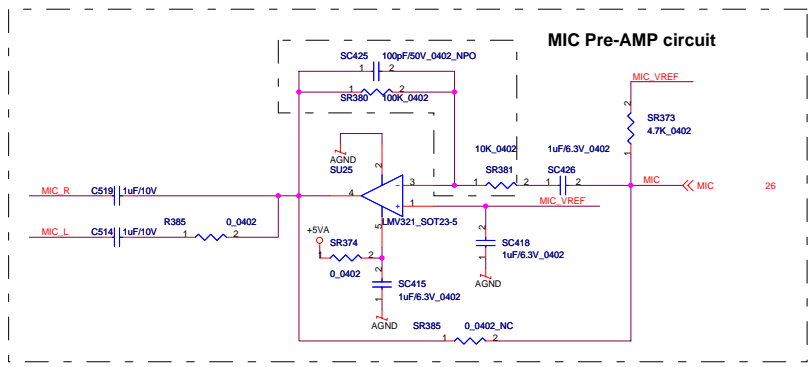 MIC Pre-AMP circuit
SC425 100pF/50V_0402_NPO
1 2
MIC_VREF
1 2
SR380 100K_0402
2
SR373
4.7K_0402
1
AGND
SU25
2
10K_0402
1uF/6.3V_0402
1 2
SR381
1 2
SC426
MIC
MIC 26
MIC_R C519 1uF/10V
4
3
1
MIC_VREF
LMV321_SOT23-5
MIC_L C514 1uF/10V
R385 0_0402
1 2
+5VA
5
SR374
1 2
0_0402
2
SC418
1uF/6.3V_0402
1
AGND
2
SC415
1uF/6.3V_0402
1
AGND
SR385 0_0402_NC
1 2